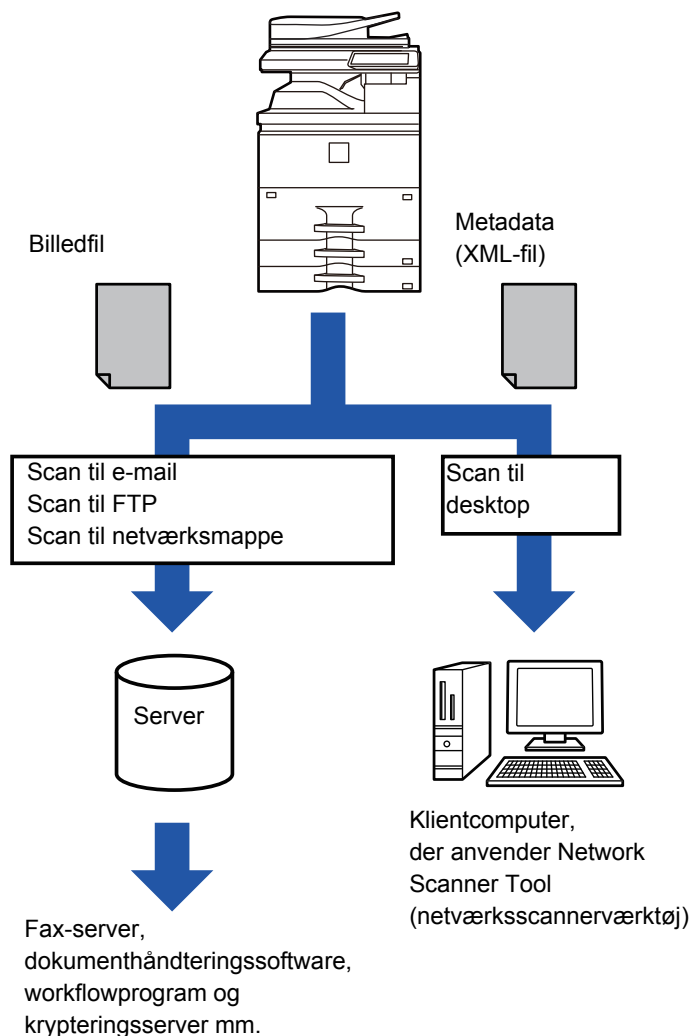 Billedfil
Metadata
(XML-fil)
Scan til e-mail
Scan til FTP
Scan til netværksmappe
Scan til
desktop
Server
Klientcomputer,
der anvender Network
Scanner Tool
(netværksscannerværktøj)
Fax-server,
dokumenthåndteringssoftware,
workflowprogram og
krypteringsserver mm.